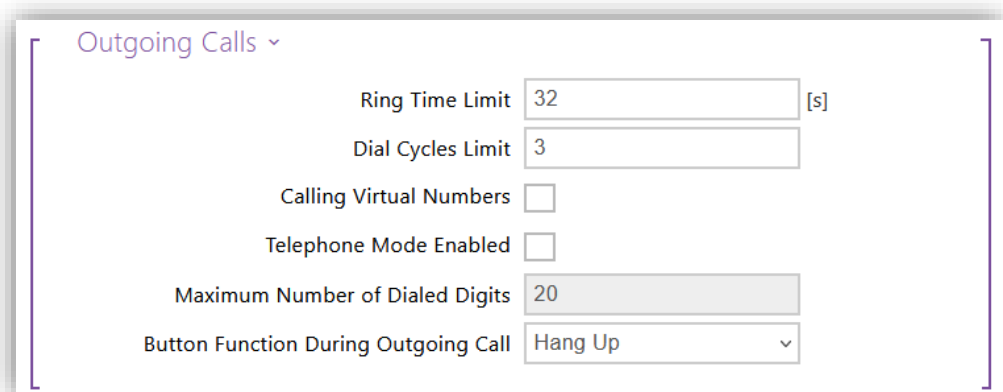 Outgoing Calls
Ring Time Limit 32 [s]
Dial Cycles Limit 3
Calling Virtual Numbers
Telephone Mode Enabled
Maximum Number of Dialed Digits 20
Button Function During Outgoing Call Hang Up